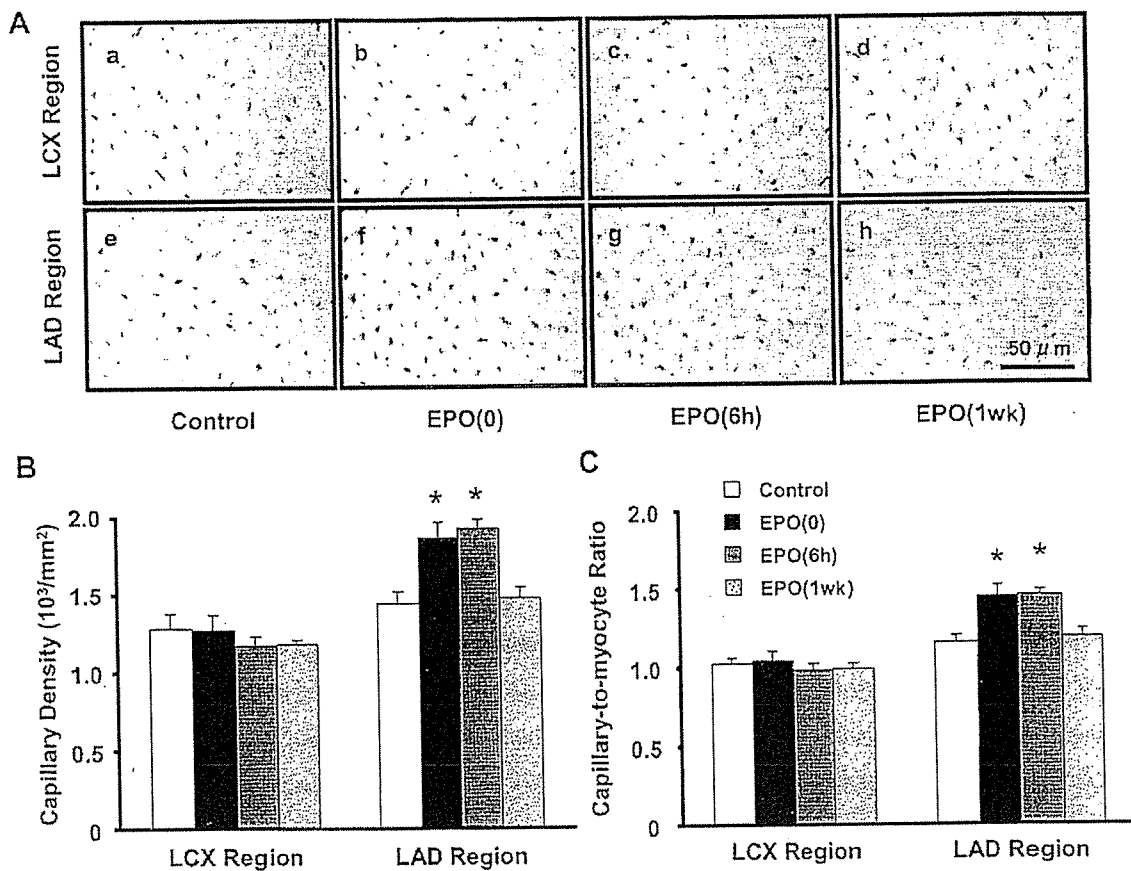 A
LCX Region
a
b
c
d
LAD Region
e
f
g
h
50 μm
Control
EPO(0)
EPO(6h)
EPO(1wk)
B
Capillary Density (10³/mm²)
2.0
1.5
1.0
0.5
0
* *
LCX Region
LAD Region
C
Capillary-to-myocyte Ratio
2.0
1.5
1.0
0.5
0
Control
EPO(0)
EPO(6h)
EPO(1wk)
* *
LCX Region
LAD Region